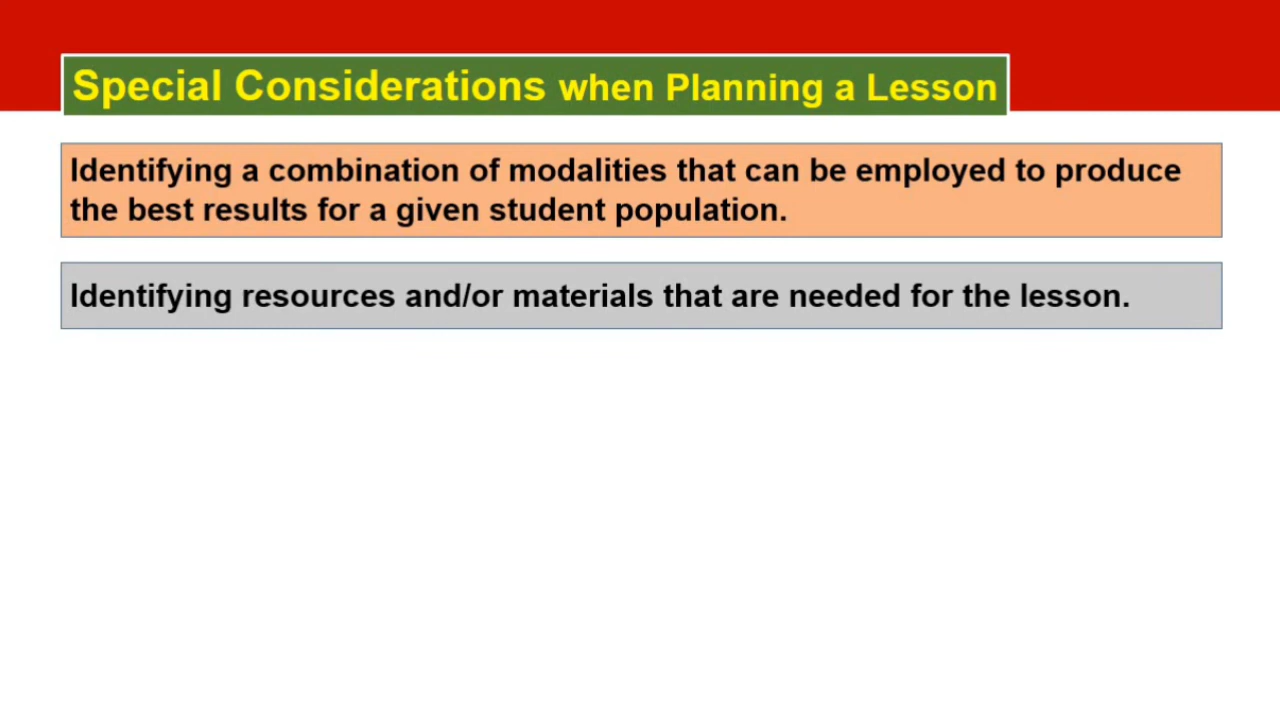 Special Considerations when Planning a Lesson
Identifying a combination of modalities that can be employed to produce
the best results for a given student population.
Identifying resources and/or materials that are needed for the lesson.